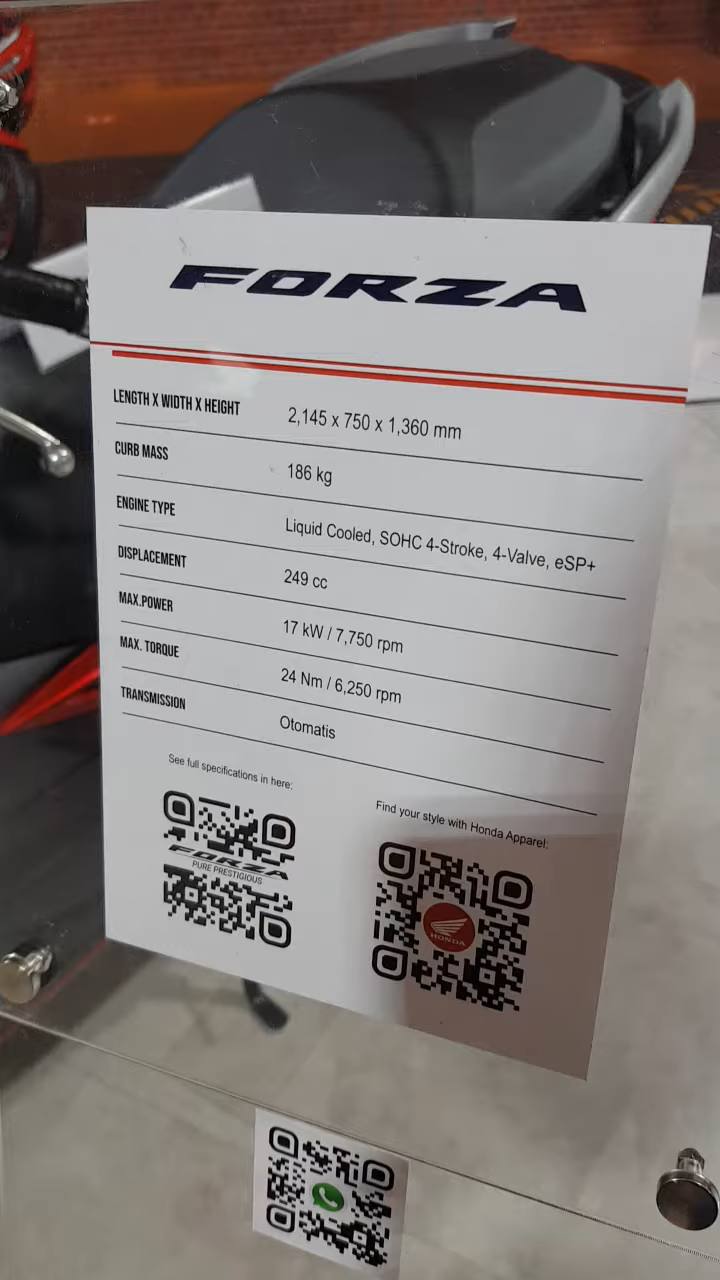 FORZA
LENGTH X WIDTH X HEIGHT 2,145 x 750 x 1,360 mm
CURB MASS 186 kg
ENGINE TYPE Liquid Cooled, SOHC 4-Stroke, 4-Valve, eSP+
DISPLACEMENT 249 cc
MAX.POWER 17 kW / 7,750 rpm
MAX. TORQUE 24 Nm / 6,250 rpm
TRANSMISSION Otomatis
See full specifications in here:
FORZA
PURE PRESTIGIOUS
Find your style with Honda Apparel:
HONDA